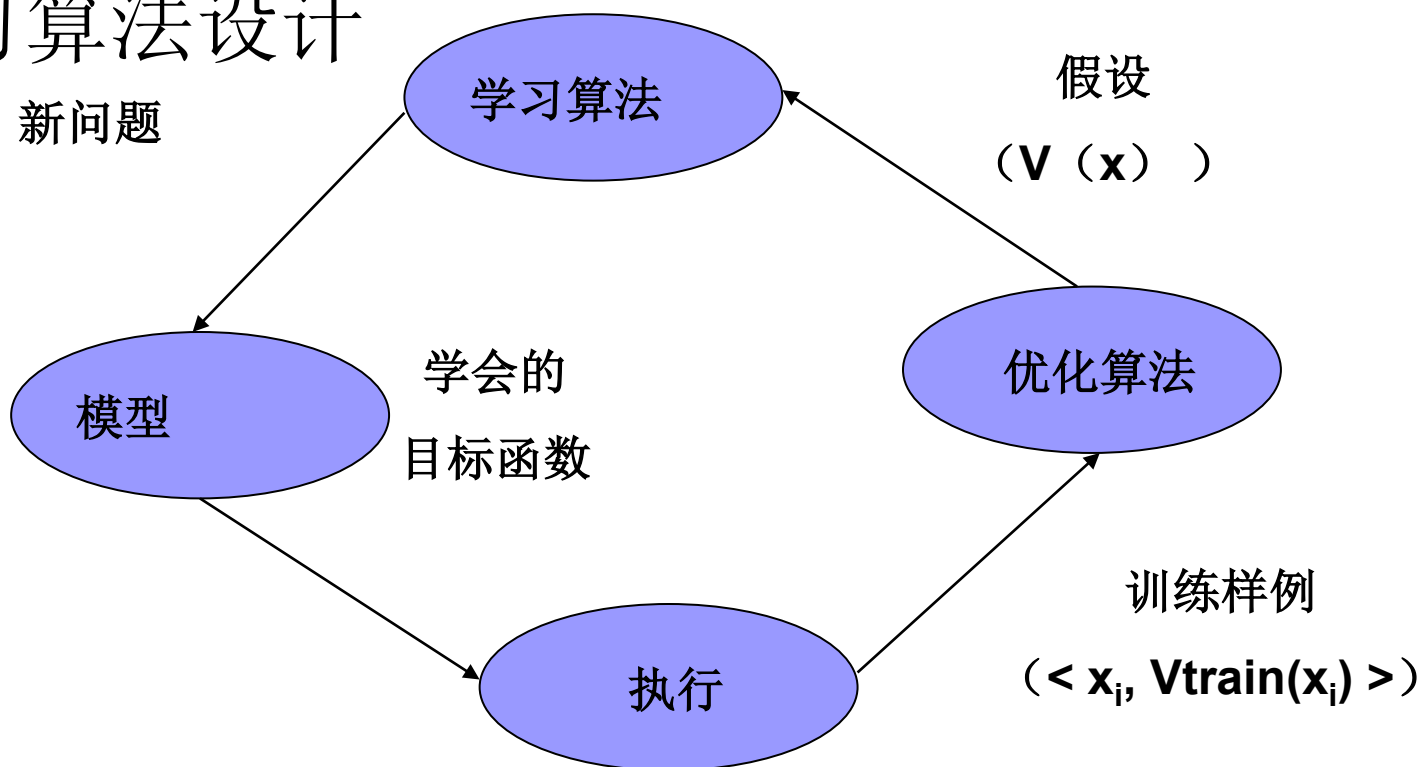 算法设计
新问题
学习算法
假设
（V（x） ）
学会的
目标函数
模型
优化算法
执行
训练样例
（< xi, Vtrain(xi) >）